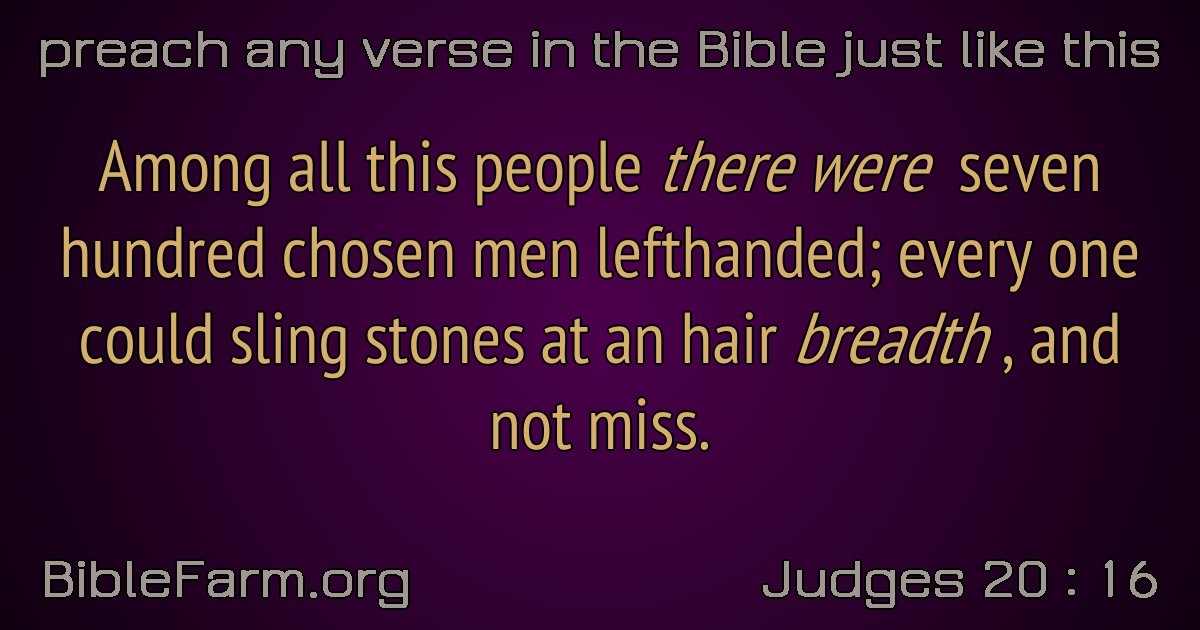 preach any verse in the Bible just like this
Among all this people there were seven
hundred chosen men lefthanded; every one
could sling stones at an hair breadth , and
not miss.
BibleFarm.org
Judges 20 : 16